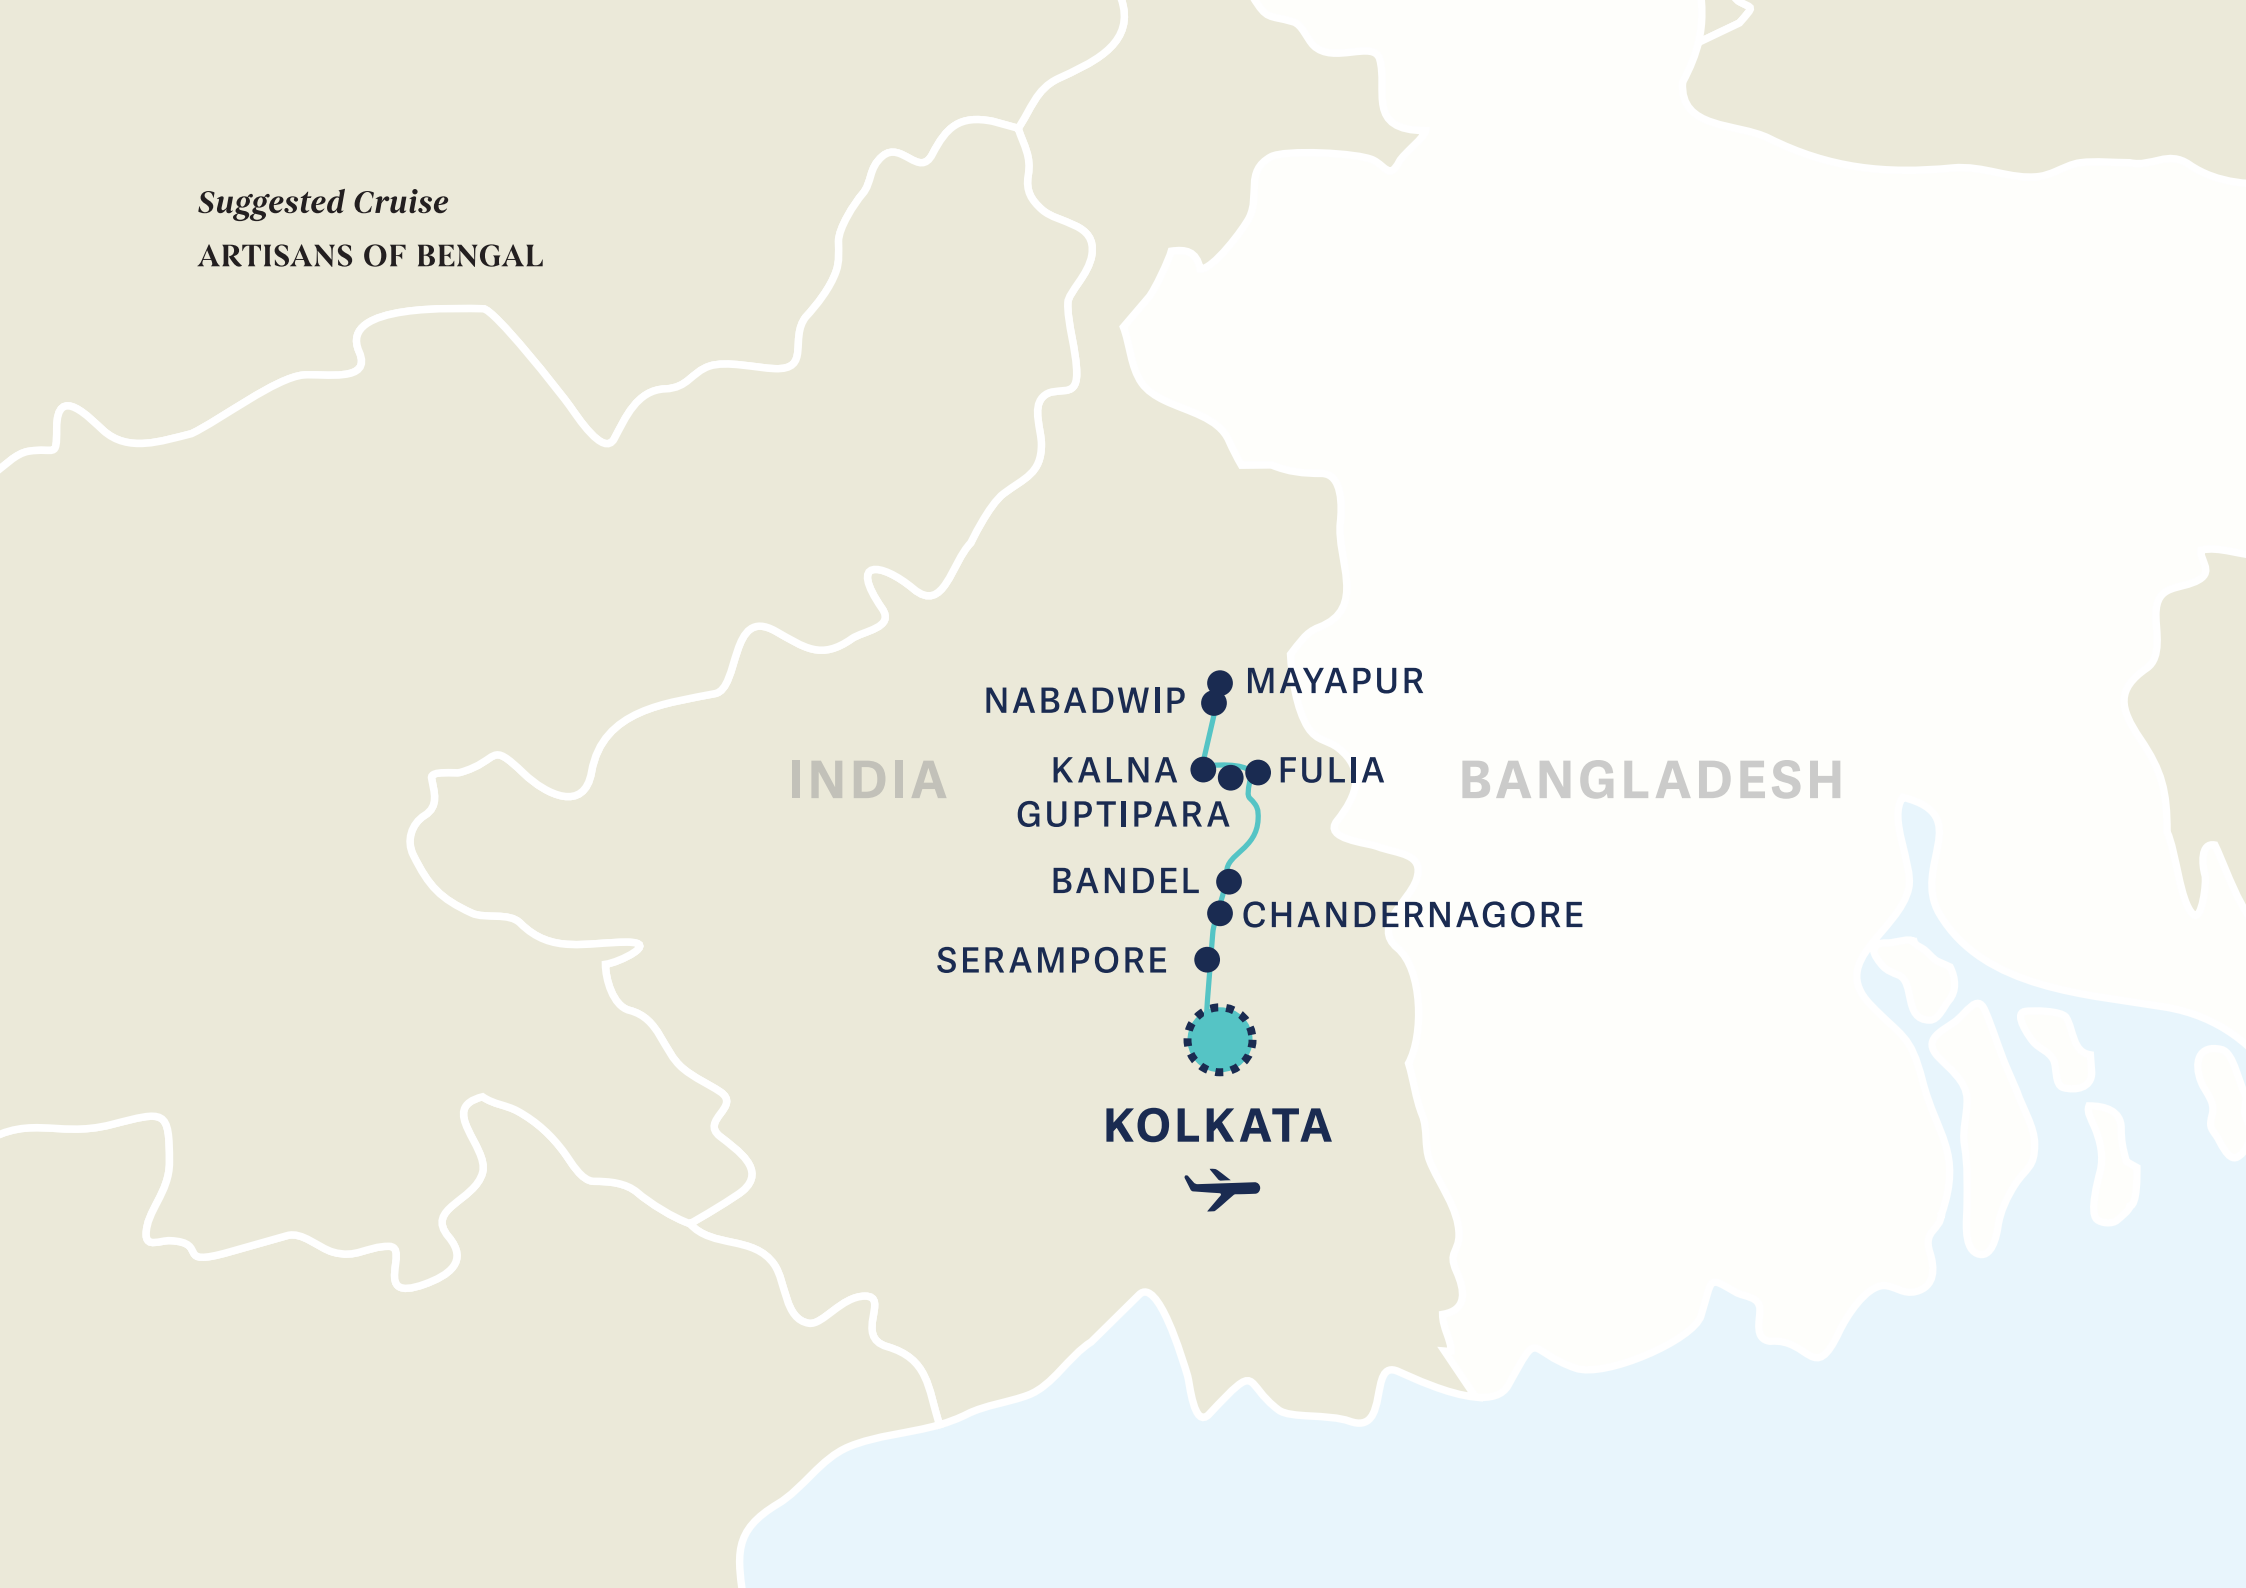 Suggested Cruise
ARTISANS OF BENGAL
MAYAPUR
NABADWIP
INDIA
KALNA
FULIA
BANGLADESH
GUPTIPARA
BANDEL
CHANDERNAGORE
SERAMPORE
KOLKATA